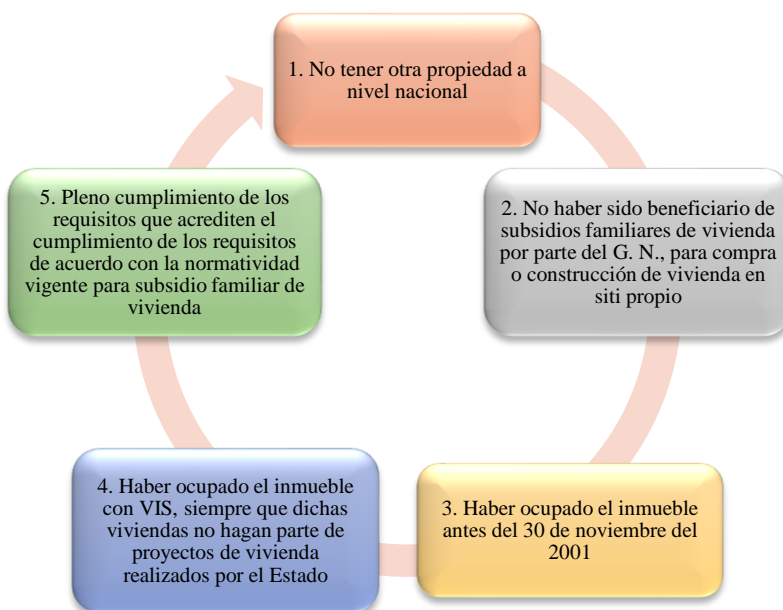 1. No tener otra propiedad a
nivel nacional
2. No haber sido beneficiario de
subsidios familiares de vivienda
por parte del G. N., para compra
o construcción de vivienda en
siti propio
3. Haber ocupado el inmueble
antes del 30 de noviembre del
2001
4. Haber ocupado el inmueble
con VIS, siempre que dichas
viviendas no hagan parte de
proyectos de vivienda
realizados por el Estado
5. Pleno cumplimiento de los
requisitos que acrediten el
cumplimiento de los requisitos
de acuerdo con la normatividad
vigente para subsidio familiar de
vivienda